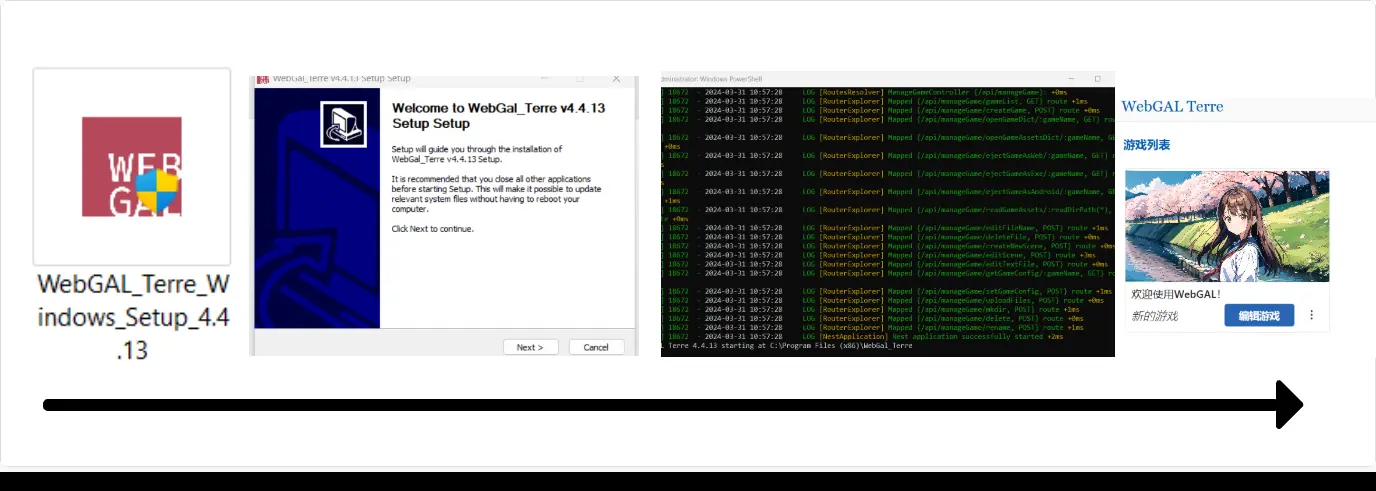 WEB
GAL
WebGAL_Terre_W
indows_Setup_4.4
.13
WebGal_Terre v4.4.13 Setup Setup
Welcome to WebGal_Terre v4.4.13
Setup Setup
Setup will guide you through the installation of
WebGal_Terre v4.4.13 Setup.
It is recommended that you close all other applications
before starting Setup. This will make it possible to update
relevant system files without having to reboot your
computer.
Click Next to continue.
Next >
Cancel
dministrator: Windows PowerShell
] 18672 - 2024-03-31 10:57:28 LOG [RoutesResolver] ManageGameController {/api/manageGame}: +0ms
] 18672 - 2024-03-31 10:57:28 LOG [RouterExplorer] Mapped {/api/manageGame/gameList, GET} route +1ms
] 18672 - 2024-03-31 10:57:28 LOG [RouterExplorer] Mapped {/api/manageGame/createGame, POST} route +0ms
] 18672 - 2024-03-31 10:57:28 LOG [RouterExplorer] Mapped {/api/manageGame/openGameDict/:gameName, GET} rou
] 18672 - 2024-03-31 10:57:28 LOG [RouterExplorer] Mapped {/api/manageGame/openGameAssetsDict/:gameName, GE
+0ms
] 18672 - 2024-03-31 10:57:28 LOG [RouterExplorer] Mapped {/api/manageGame/ejectGameAsWeb/:gameName, GET} r
ms
] 18672 - 2024-03-31 10:57:28 LOG [RouterExplorer] Mapped {/api/manageGame/ejectGameAsExe/:gameName, GET} r
ms
] 18672 - 2024-03-31 10:57:28 LOG [RouterExplorer] Mapped {/api/manageGame/ejectGameAsAndroid/:gameName, GE
+1ms
] 18672 - 2024-03-31 10:57:28 LOG [RouterExplorer] Mapped {/api/manageGame/readGameAssets/:readDirPath(*),
te +0ms
] 18672 - 2024-03-31 10:57:28 LOG [RouterExplorer] Mapped {/api/manageGame/editFileName, POST} route +1ms
] 18672 - 2024-03-31 10:57:28 LOG [RouterExplorer] Mapped {/api/manageGame/deleteFile, POST} route +0ms
] 18672 - 2024-03-31 10:57:28 LOG [RouterExplorer] Mapped {/api/manageGame/createNewScene, POST} route +0ms
] 18672 - 2024-03-31 10:57:28 LOG [RouterExplorer] Mapped {/api/manageGame/editScene, POST} route +3ms
] 18672 - 2024-03-31 10:57:28 LOG [RouterExplorer] Mapped {/api/manageGame/editTextFile, POST} route +0ms
] 18672 - 2024-03-31 10:57:28 LOG [RouterExplorer] Mapped {/api/manageGame/getGameConfig/:gameName, GET} ro
] 18672 - 2024-03-31 10:57:28 LOG [RouterExplorer] Mapped {/api/manageGame/setGameConfig, POST} route +1ms
] 18672 - 2024-03-31 10:57:28 LOG [RouterExplorer] Mapped {/api/manageGame/uploadFiles, POST} route +0ms
] 18672 - 2024-03-31 10:57:28 LOG [RouterExplorer] Mapped {/api/manageGame/mkdir, POST} route +1ms
] 18672 - 2024-03-31 10:57:28 LOG [RouterExplorer] Mapped {/api/manageGame/delete, POST} route +0ms
] 18672 - 2024-03-31 10:57:28 LOG [RouterExplorer] Mapped {/api/manageGame/rename, POST} route +1ms
] 18672 - 2024-03-31 10:57:28 LOG [NestApplication] Nest application successfully started +2ms
L Terre 4.4.13 starting at C:\Program Files (x86)\WebGal_Terre
WebGAL Terre
游戏列表
欢迎使用WebGAL！
新的游戏
编辑游戏